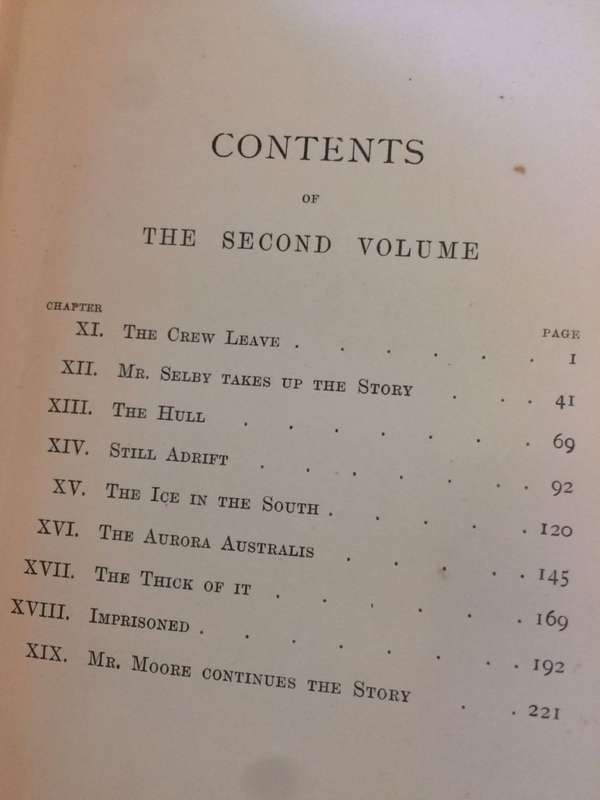 CONTENTS
OF
THE SECOND VOLUME
CHAPTER PAGE
XI. THE CREW LEAVE . . . . . . 1
XII. MR. SELBY TAKES UP THE STORY . . . 41
XIII. THE HULL . . . . . . . 69
XIV. STILL ADRIFT . . . . . . . 92
XV. THE ICE IN THE SOUTH . . . . . . 120
XVI. THE AURORA AUSTRALIS . . . . . 145
XVII. THE THICK OF IT . . . . . . 169
XVIII. IMPRISONED . . . . . . . . 192
XIX. MR. MOORE CONTINUES THE STORY . . 221